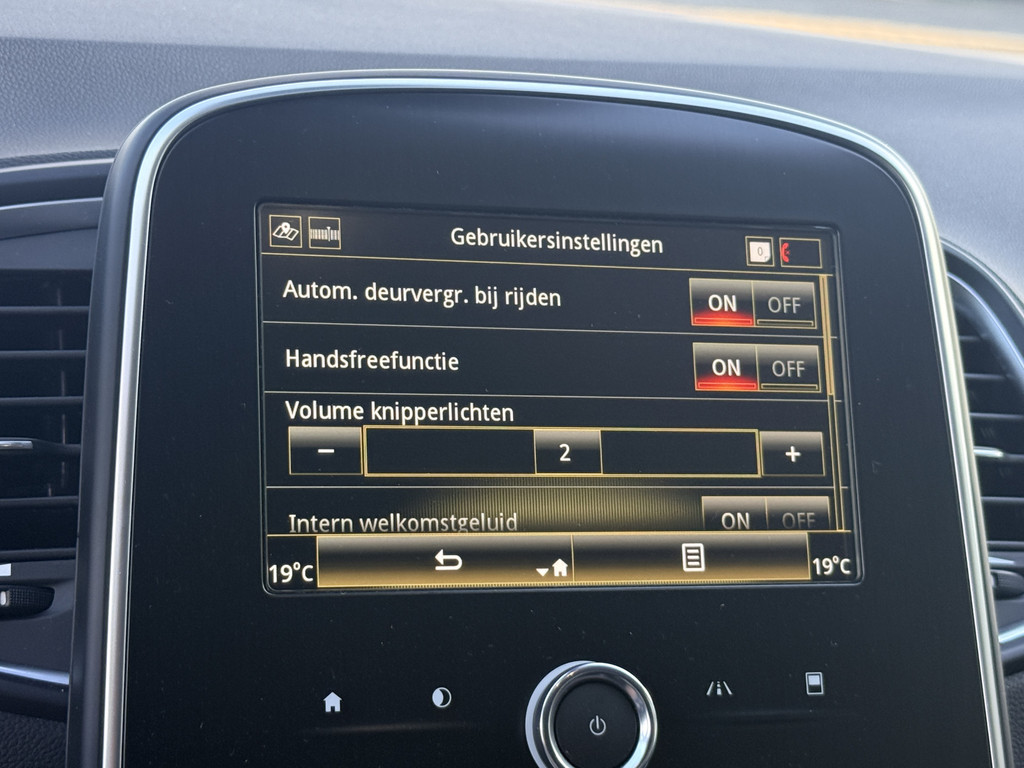 Gebruikersinstellingen
0
Autom. deurvergr. bij rijden
ON OFF
Handsfreefunctie
ON OFF
Volume knipperlichten
− 2 +
Intern welkomstgeluid
ON OFF
19°C
19°C